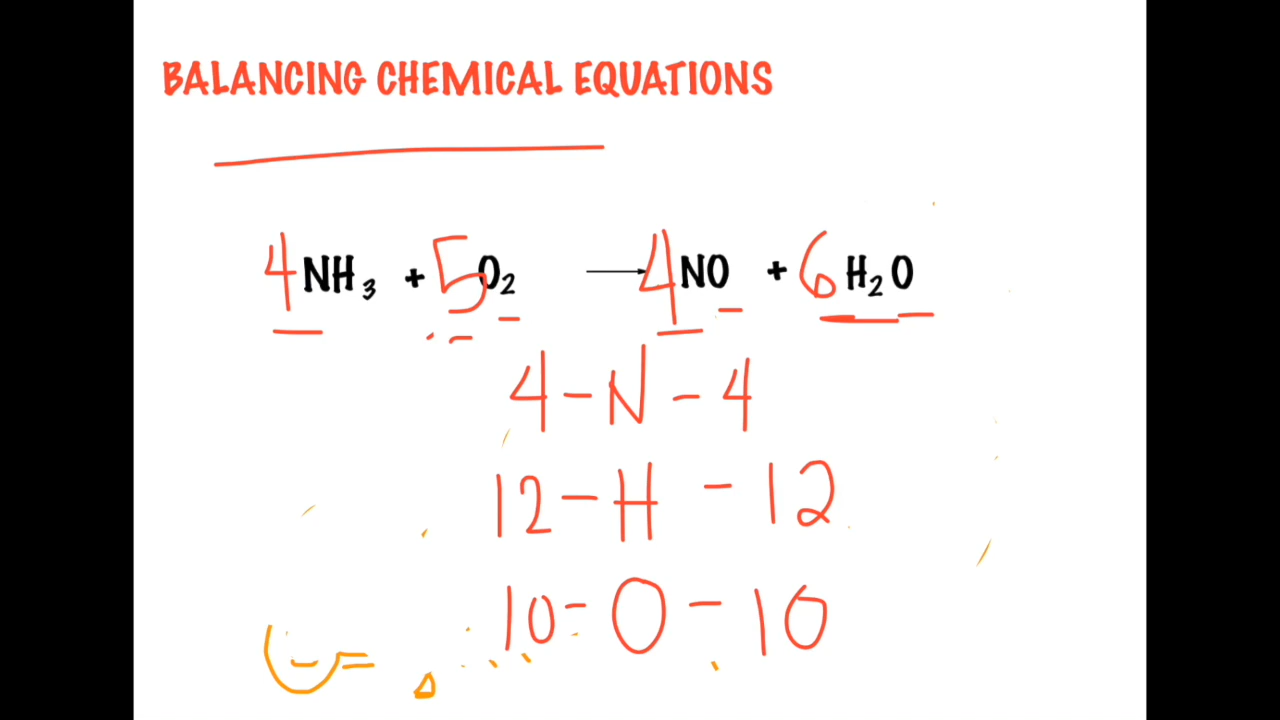 BALANCING CHEMICAL EQUATIONS
4NH₃ + 5O₂ → 4NO + 6H₂O
4 - N - 4
12 - H - 12
10 - O - 10